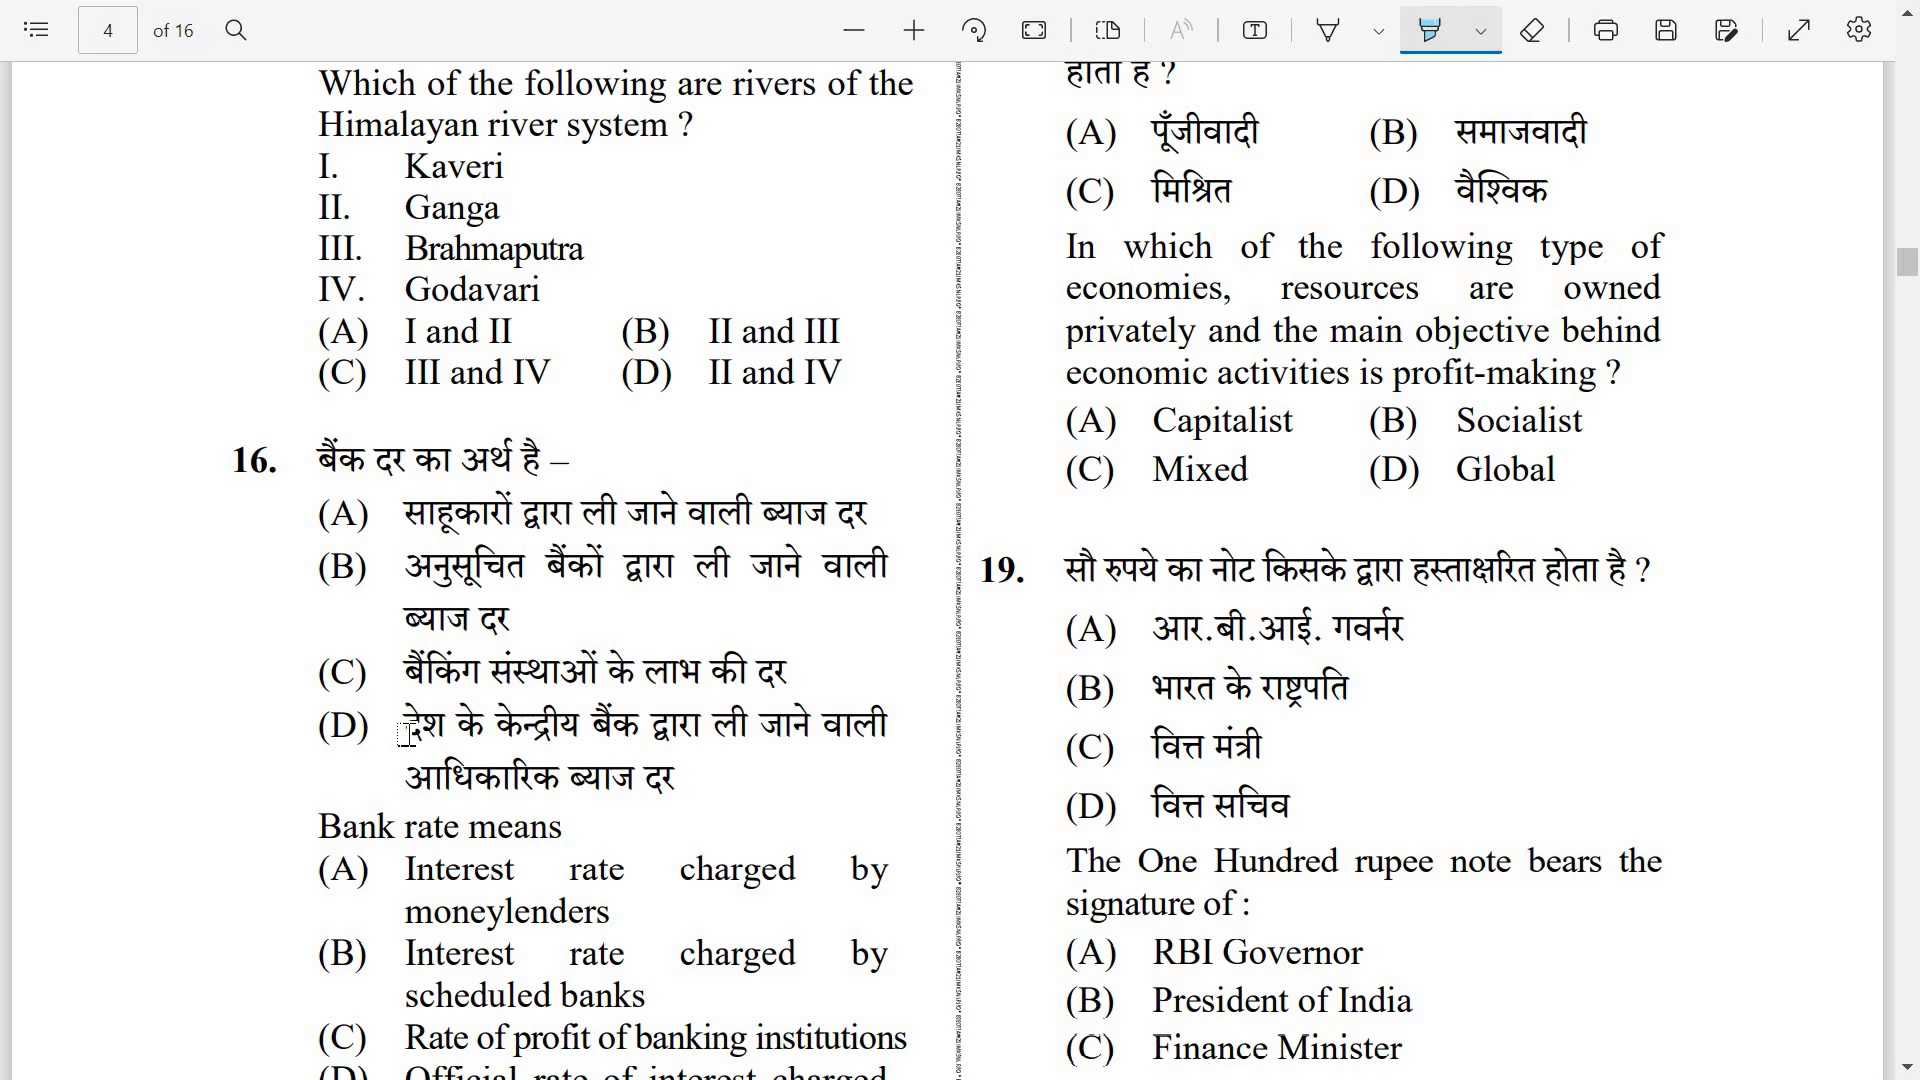 4 of 16
Which of the following are rivers of the
Himalayan river system ?
I. Kaveri
II. Ganga
III. Brahmaputra
IV. Godavari
(A) I and II (B) II and III
(C) III and IV (D) II and IV
16. बैंक दर का अर्थ है –
(A) साहूकारों द्वारा ली जाने वाली ब्याज दर
(B) अनुसूचित बैंकों द्वारा ली जाने वाली
ब्याज दर
(C) बैंकिंग संस्थाओं के लाभ की दर
(D) देश के केन्द्रीय बैंक द्वारा ली जाने वाली
आधिकारिक ब्याज दर
Bank rate means
(A) Interest rate charged by
moneylenders
(B) Interest rate charged by
scheduled banks
(C) Rate of profit of banking institutions
(D) Official rate of interest charged
होता है ?
(A) पूँजीवादी (B) समाजवादी
(C) मिश्रित (D) वैश्विक
In which of the following type of
economies, resources are owned
privately and the main objective behind
economic activities is profit-making ?
(A) Capitalist (B) Socialist
(C) Mixed (D) Global
19. सौ रुपये का नोट किसके द्वारा हस्ताक्षरित होता है ?
(A) आर.बी.आई. गवर्नर
(B) भारत के राष्ट्रपति
(C) वित्त मंत्री
(D) वित्त सचिव
The One Hundred rupee note bears the
signature of :
(A) RBI Governor
(B) President of India
(C) Finance Minister